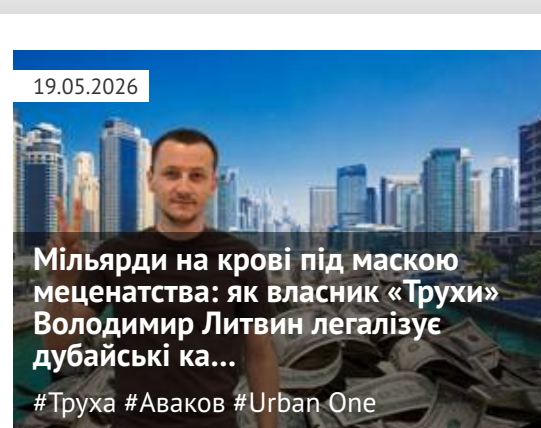 19.05.2026
Мільярди на крові під маскою
меценатства: як власник «Трухи»
Володимир Литвин легалізує
дубайські ка...
#Труха #Аваков #Urban One